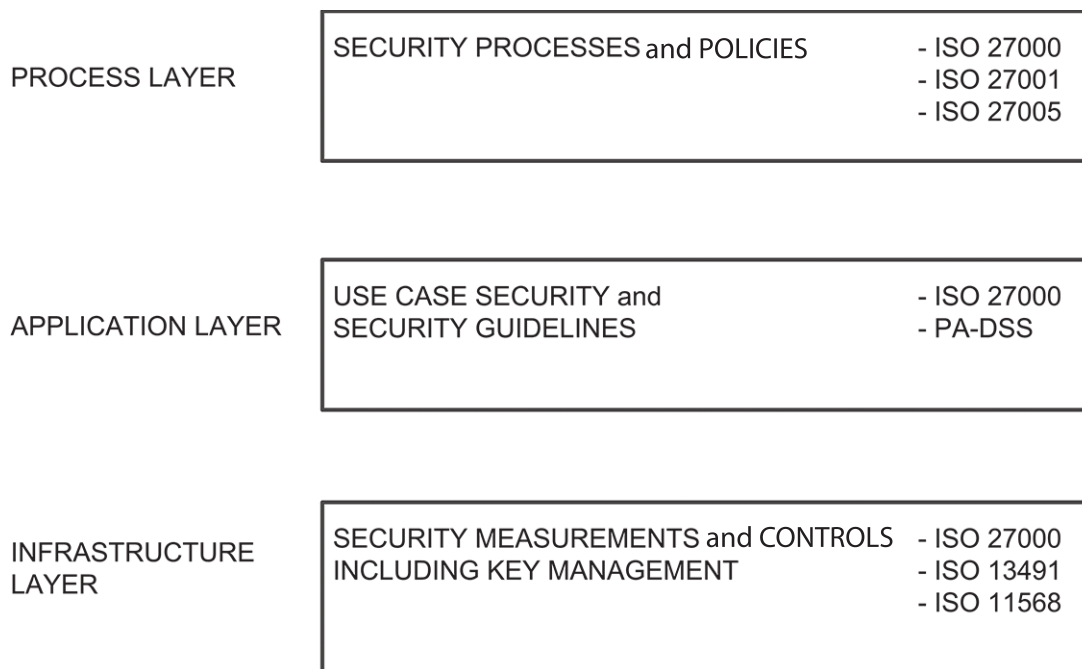 PROCESS LAYER
SECURITY PROCESSES and POLICIES
- ISO 27000
- ISO 27001
- ISO 27005
APPLICATION LAYER
USE CASE SECURITY and
SECURITY GUIDELINES
- ISO 27000
- PA-DSS
INFRASTRUCTURE
LAYER
SECURITY MEASUREMENTS and CONTROLS
INCLUDING KEY MANAGEMENT
- ISO 27000
- ISO 13491
- ISO 11568